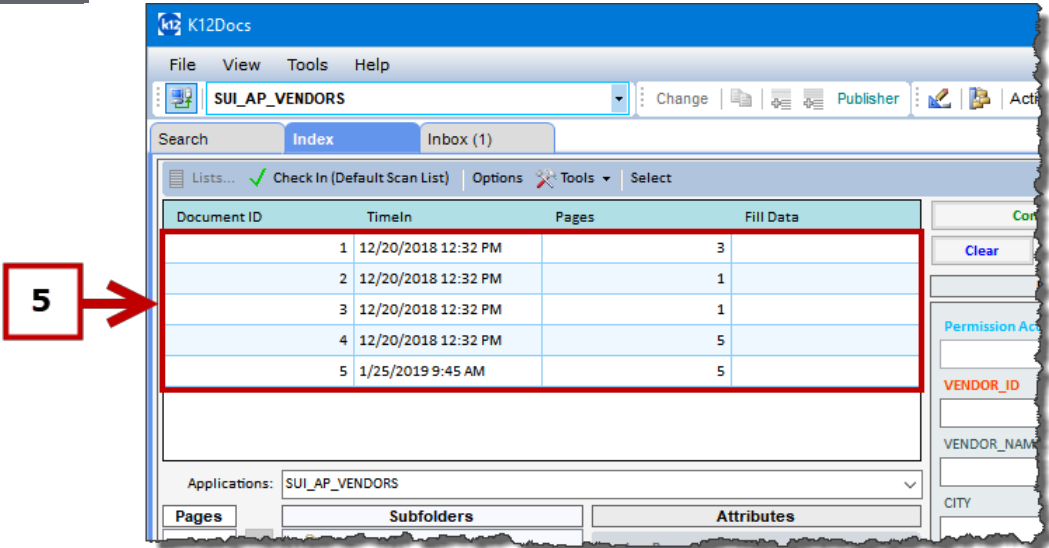 k12 K12Docs
File View Tools Help
SUI_AP_VENDORS Change Publisher
Search Index Inbox (1)
Lists... Check In (Default Scan List) Options Tools Select
Document ID TimeIn Pages Fill Data
1 12/20/2018 12:32 PM 3
Clear
2 12/20/2018 12:32 PM 1
5
3 12/20/2018 12:32 PM 1
Permission
4 12/20/2018 12:32 PM 5
5 1/25/2019 9:45 AM 5
VENDOR_ID
VENDOR_NAM
Applications: SUI_AP_VENDORS
CITY
Pages Subfolders Attributes